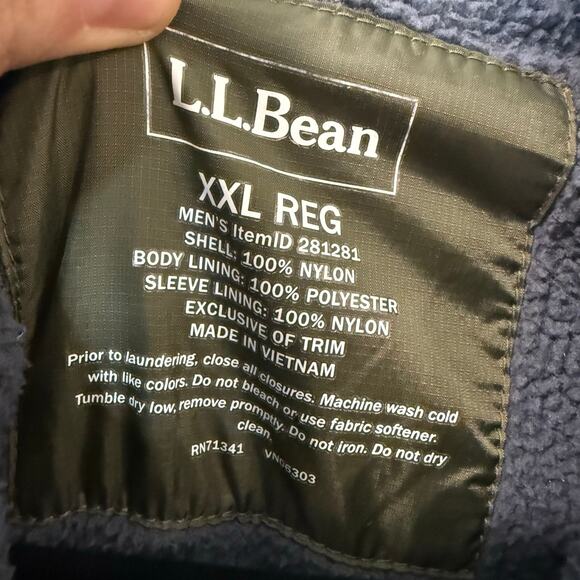 L.L.Bean
XXL REG
MEN'S ItemID 281281
SHELL: 100% NYLON
BODY LINING: 100% POLYESTER
SLEEVE LINING: 100% NYLON
EXCLUSIVE OF TRIM
MADE IN VIETNAM
Prior to laundering, close all closures. Machine wash cold
with like colors. Do not bleach or use fabric softener.
Tumble dry low, remove promptly. Do not iron. Do not dry
clean.
RN71341 VN06303